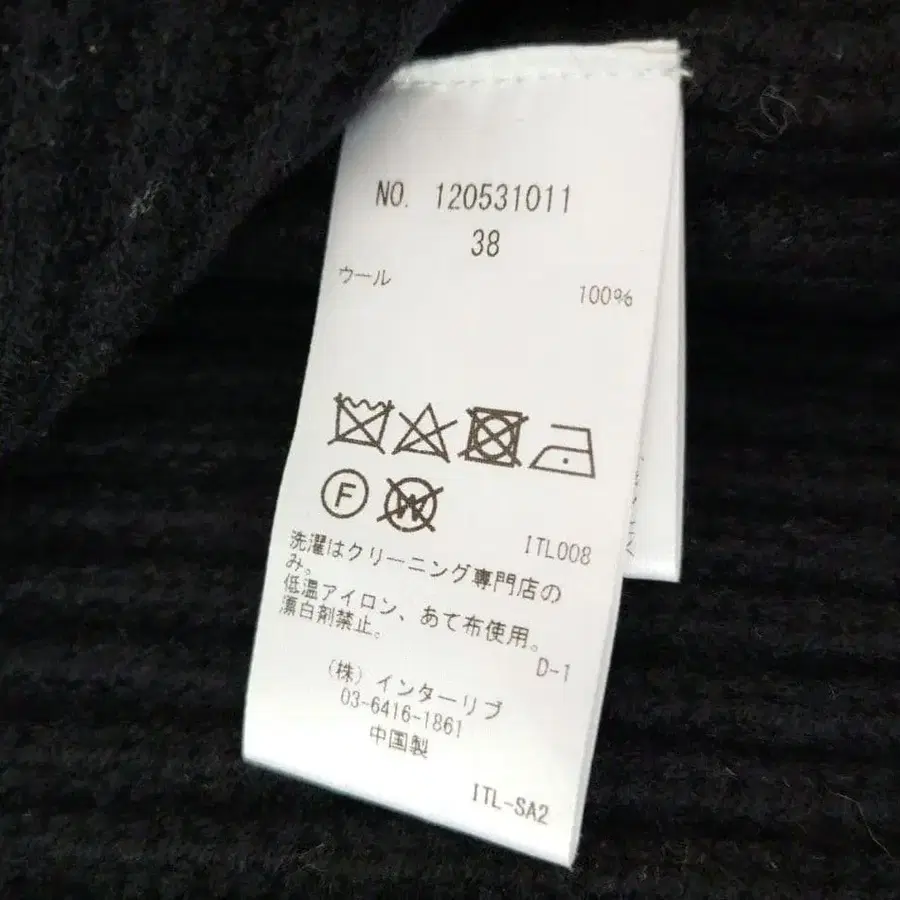 NO. 120531011
38
ウール 100%
F
W
ITL008
洗濯はクリーニング専門店の
み。
低温アイロン、あて布使用。
漂白剤禁止。
D-1
(株)インターリブ
03-6416-1861
中国製
ITL-SA2